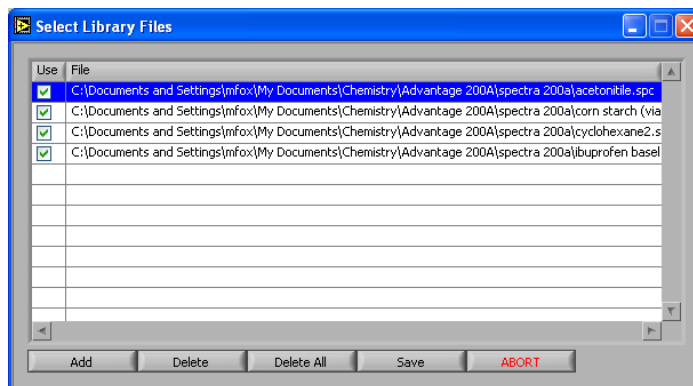 Select Library Files
Use File
C:\Documents and Settings\mfox\My Documents\Chemistry\Advantage 200A\spectra 200a\acetonitile.spc
C:\Documents and Settings\mfox\My Documents\Chemistry\Advantage 200A\spectra 200a\corn starch (via
C:\Documents and Settings\mfox\My Documents\Chemistry\Advantage 200A\spectra 200a\cyclohexane2.s
C:\Documents and Settings\mfox\My Documents\Chemistry\Advantage 200A\spectra 200a\ibuprofen basel
Add Delete Delete All Save ABORT